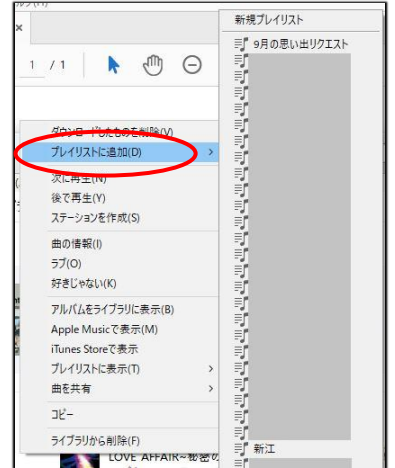 1 / 1
ダウンロードしたものを削除(V)
プレイリストに追加(D)
次に再生(N)
後で再生(Y)
ステーションを作成(S)
曲の情報(I)
ラブ(O)
好きじゃない(K)
アルバムをライブラリに表示(B)
Apple Musicで表示(M)
iTunes Storeで表示
プレイリストに表示(T)
曲を共有
コピー
ライブラリから削除(F)
LOVE AFFAIR~秘密の
新規プレイリスト
9月の思い出リクエスト
新江